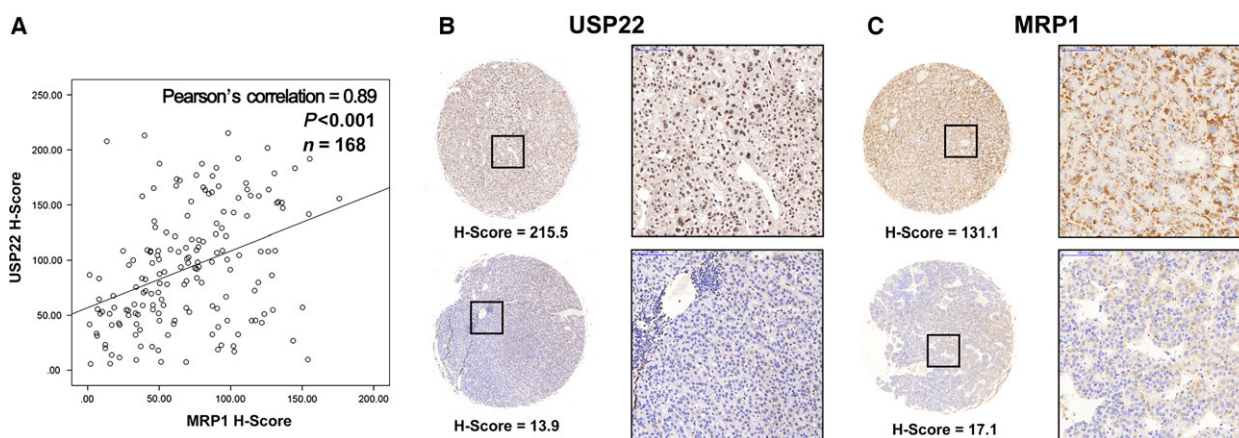 A
Pearson's correlation = 0.89
P<0.001
n = 168
USP22 H-Score
250.00
200.00
150.00
100.00
50.00
.00
.00 50.00 100.00 150.00 200.00
MRP1 H-Score
B
USP22
H-Score = 215.5
H-Score = 13.9
C
MRP1
H-Score = 131.1
H-Score = 17.1